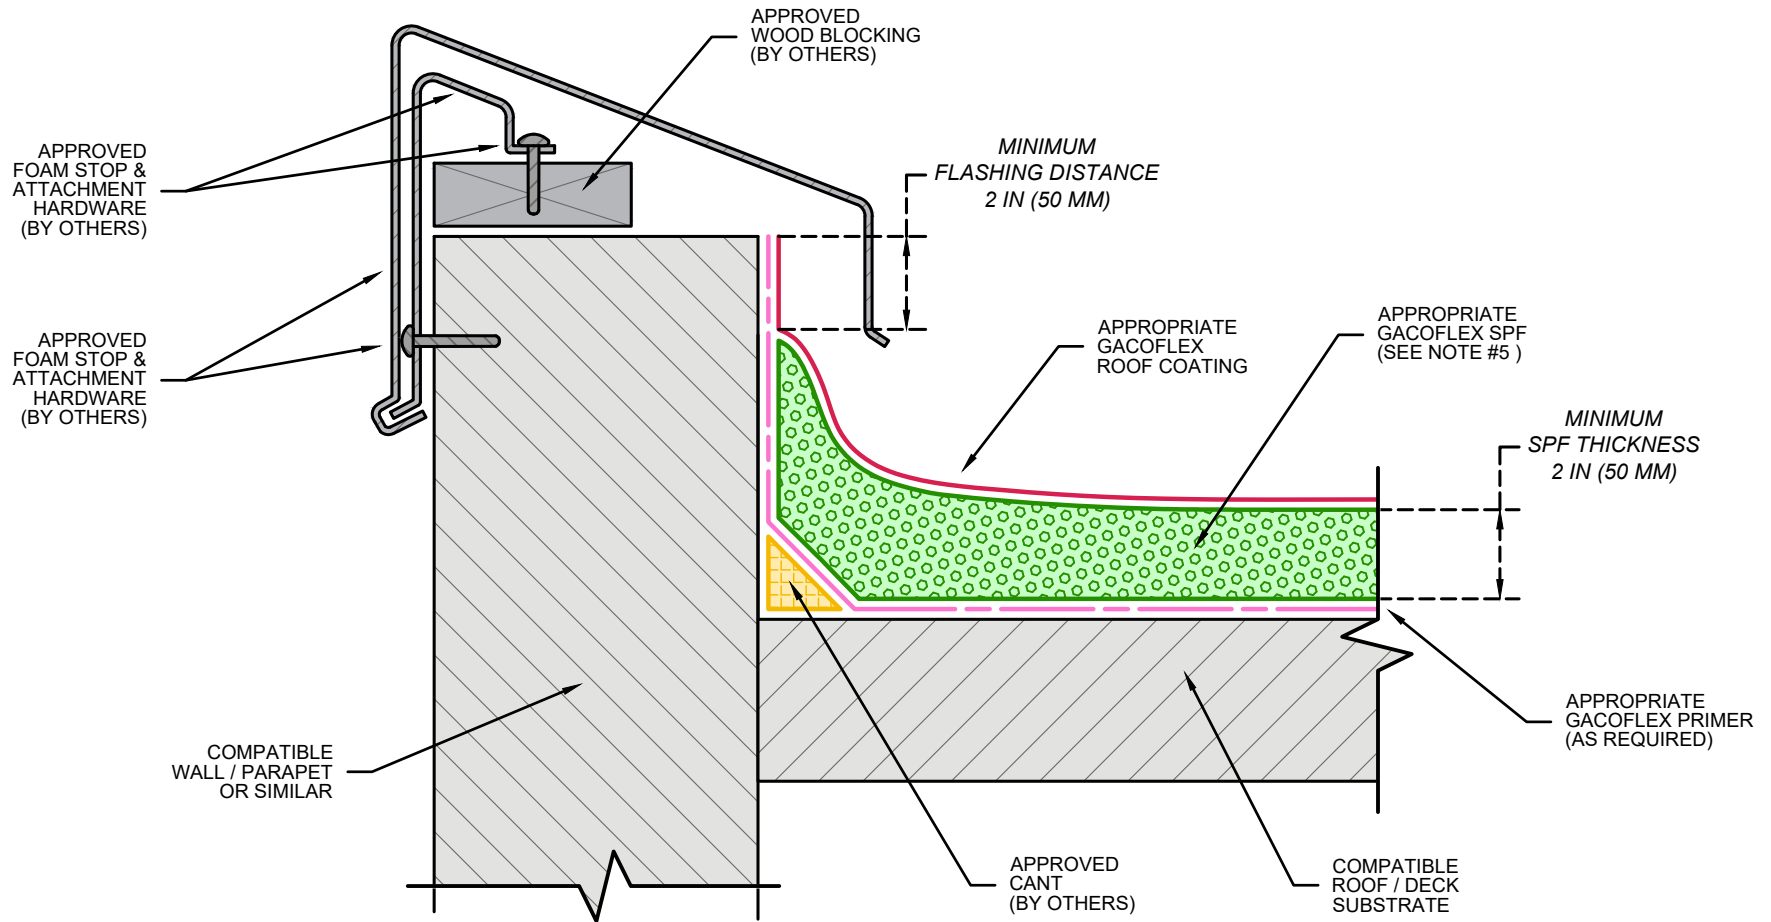 APPROVED
WOOD BLOCKING
(BY OTHERS)
APPROVED
FOAM STOP &
ATTACHMENT
HARDWARE
(BY OTHERS)
MINIMUM
FLASHING DISTANCE
2 IN (50 MM)
APPROVED
FOAM STOP &
ATTACHMENT
HARDWARE
(BY OTHERS)
APPROPRIATE
GACOFLEX
ROOF COATING
APPROPRIATE
GACOFLEX SPF
(SEE NOTE #5 )
MINIMUM
SPF THICKNESS
2 IN (50 MM)
COMPATIBLE
WALL / PARAPET
OR SIMILAR
APPROPRIATE
GACOFLEX PRIMER
(AS REQUIRED)
APPROVED
CANT
(BY OTHERS)
COMPATIBLE
ROOF / DECK
SUBSTRATE